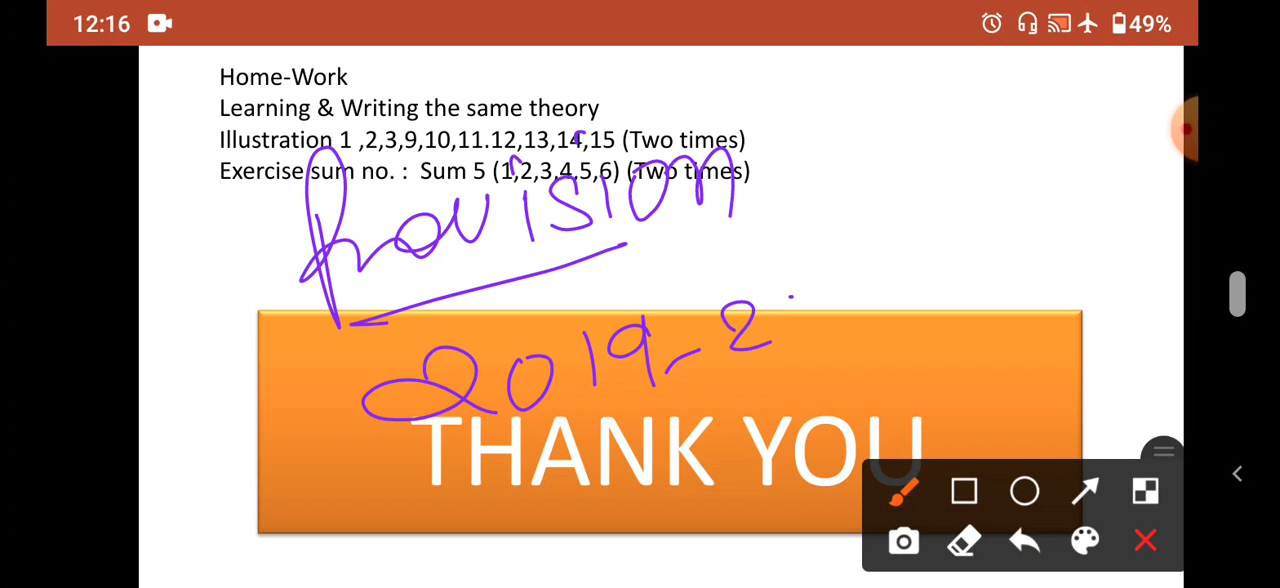 12:16
49%
Home-Work
Learning & Writing the same theory
Illustration 1 ,2,3,9,10,11.12,13,14,15 (Two times)
Exercise sum no. : Sum 5 (1,2,3,4,5,6) (Two times)
Provision
2019-2
THANK YOU